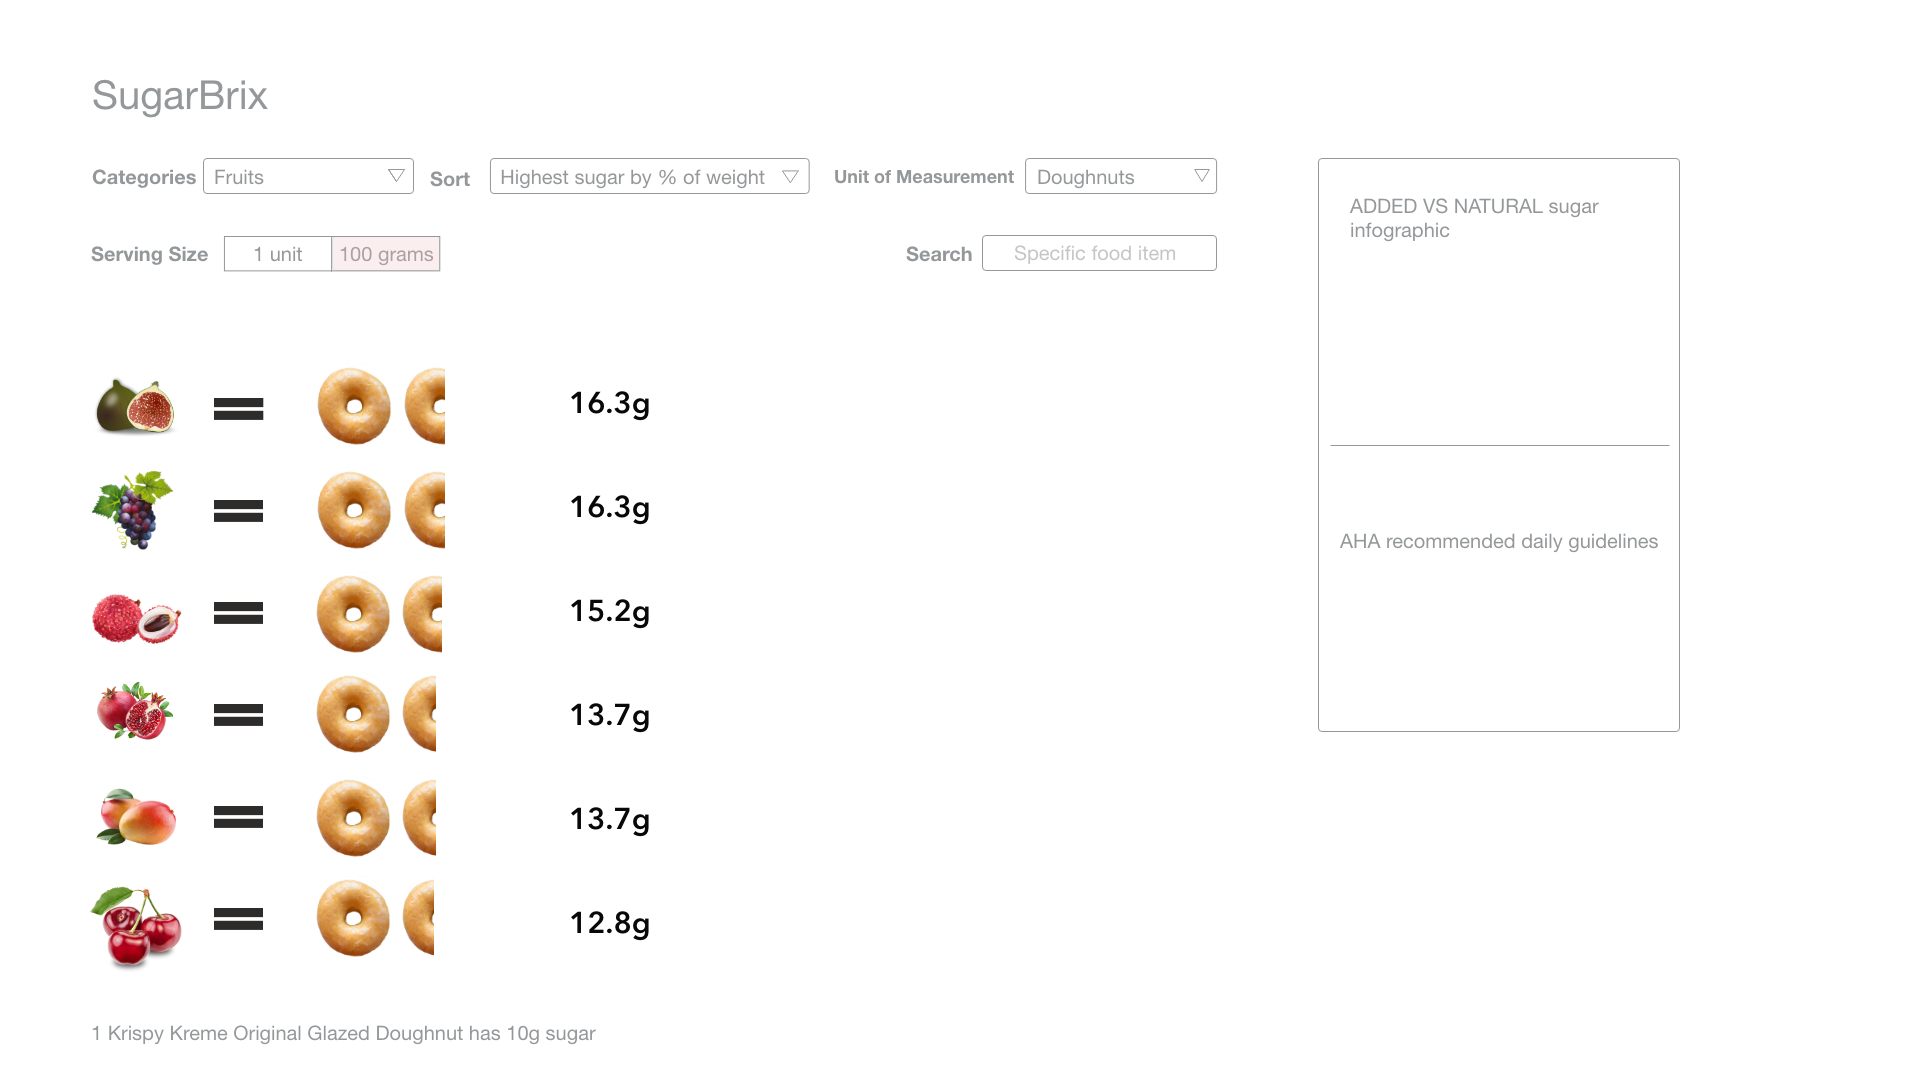 SugarBrix
Categories Fruits Sort Highest sugar by % of weight Unit of Measurement Doughnuts
Serving Size 1 unit 100 grams Search Specific food item
16.3g
16.3g
15.2g
13.7g
13.7g
12.8g
1 Krispy Kreme Original Glazed Doughnut has 10g sugar
ADDED VS NATURAL sugar
infographic
AHA recommended daily guidelines